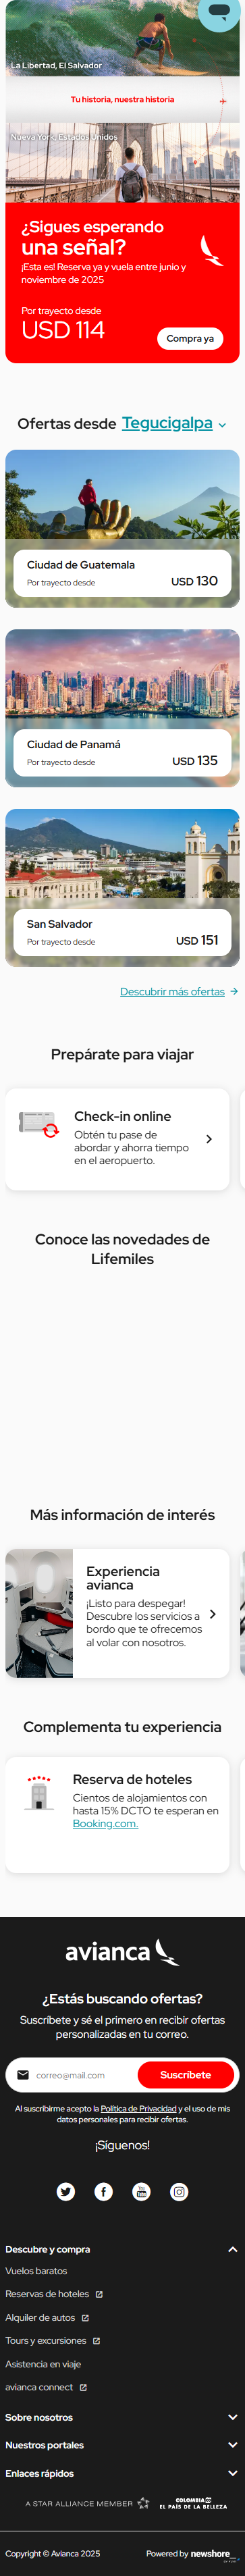 La Libertad, El Salvador
Tu historia, nuestra historia
Nueva York, Estados Unidos
¿Sigues esperando
una señal?
¡Esta es! Reserva ya y vuela entre junio y
noviembre de 2025
Por trayecto desde
USD 114
Compra ya
Ofertas desde Tegucigalpa
Ciudad de Guatemala
Por trayecto desde
USD 130
Ciudad de Panamá
Por trayecto desde
USD 135
San Salvador
Por trayecto desde
USD 151
Descubrir más ofertas
Prepárate para viajar
Check-in online
Obtén tu pase de
abordar y ahorra tiempo
en el aeropuerto.
Conoce las novedades de
Lifemiles
Más información de interés
Experiencia
avianca
¡Listo para despegar!
Descubre los servicios a
bordo que te ofrecemos
al volar con nosotros.
Complementa tu experiencia
Reserva de hoteles
Cientos de alojamientos con
hasta 15% DCTO te esperan en
Booking.com.
avianca
¿Estás buscando ofertas?
Suscríbete y sé el primero en recibir ofertas
personalizadas en tu correo.
correo@mail.com
Suscríbete
Al suscribirme acepto la Política de Privacidad y el uso de mis
datos personales para recibir ofertas.
¡Síguenos!
Descubre y compra
Vuelos baratos
Reservas de hoteles
Alquiler de autos
Tours y excursiones
Asistencia en viaje
avianca connect
Sobre nosotros
Nuestros portales
Enlaces rápidos
A STAR ALLIANCE MEMBER
COLOMBIA
EL PAÍS DE LA BELLEZA
Copyright © Avianca 2025
Powered by newshore_